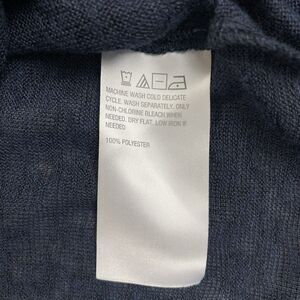 MACHINE WASH COLD DELICATE
CYCLE. WASH SEPARATELY. ONLY
NON-CHLORINE BLEACH WHEN
NEEDED. DRY FLAT. LOW IRON IF
NEEDED
100% POLYESTER